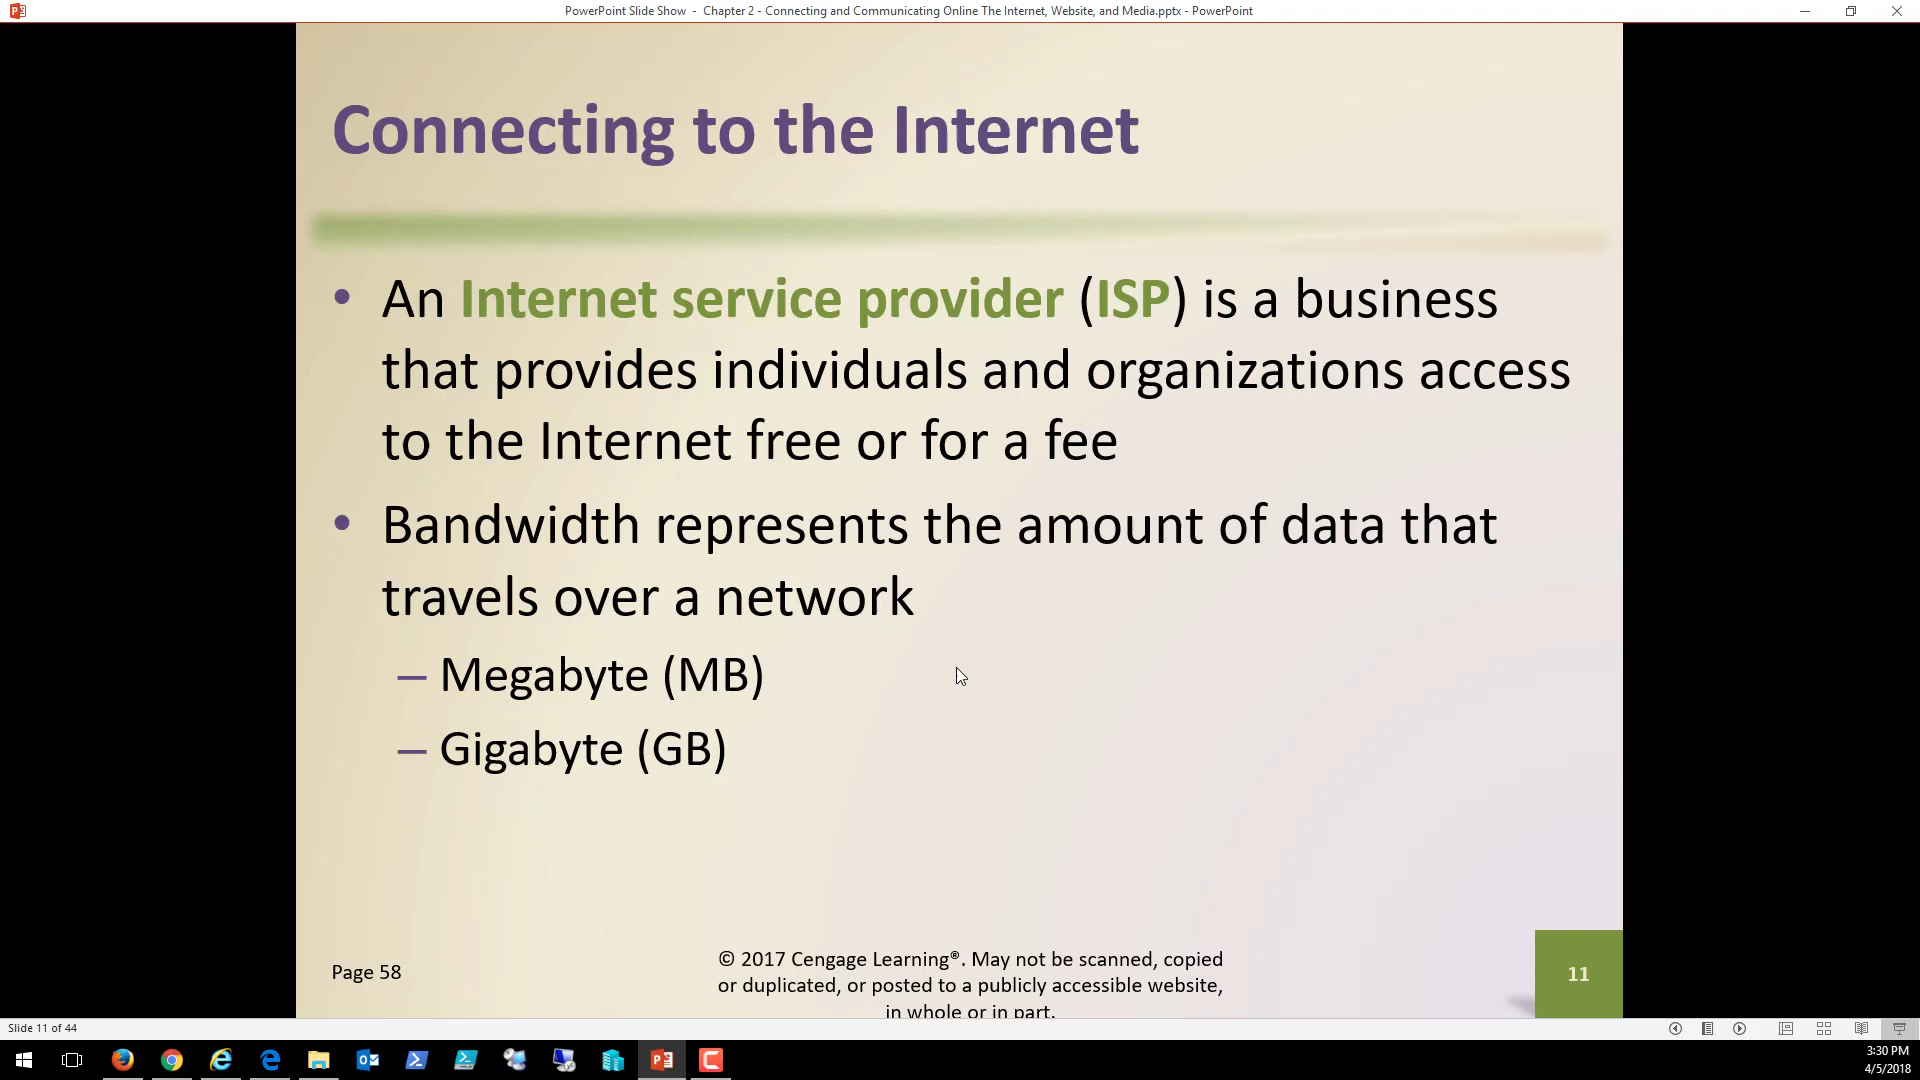 PowerPoint Slide Show - Chapter 2 - Connecting and Communicating Online The Internet, Website, and Media.pptx - PowerPoint
Connecting to the Internet
• An Internet service provider (ISP) is a business
that provides individuals and organizations access
to the Internet free or for a fee
• Bandwidth represents the amount of data that
travels over a network
– Megabyte (MB)
– Gigabyte (GB)
Page 58
© 2017 Cengage Learning®. May not be scanned, copied
or duplicated, or posted to a publicly accessible website,
in whole or in part.
11
Slide 11 of 44
3:30 PM
4/5/2018